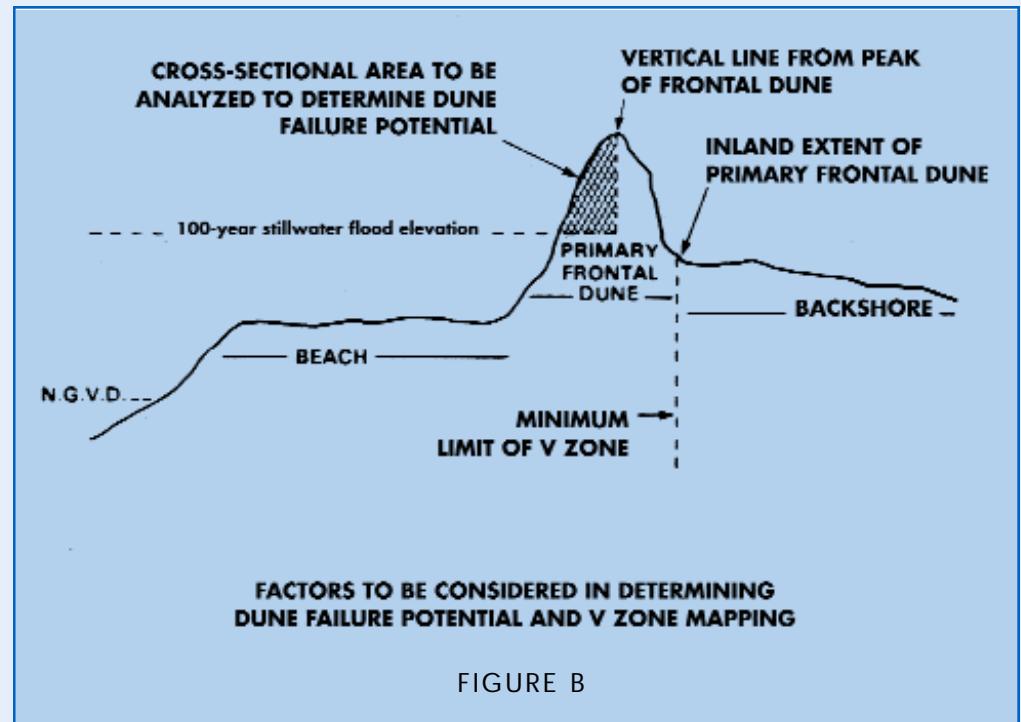 CROSS-SECTIONAL AREA TO BE
ANALYZED TO DETERMINE DUNE
FAILURE POTENTIAL
VERTICAL LINE FROM PEAK
OF FRONTAL DUNE
INLAND EXTENT OF
PRIMARY FRONTAL DUNE
100-year stillwater flood elevation
PRIMARY
FRONTAL
DUNE
BACKSHORE
BEACH
N.G.V.D.
MINIMUM
LIMIT OF V ZONE
FACTORS TO BE CONSIDERED IN DETERMINING
DUNE FAILURE POTENTIAL AND V ZONE MAPPING
FIGURE B